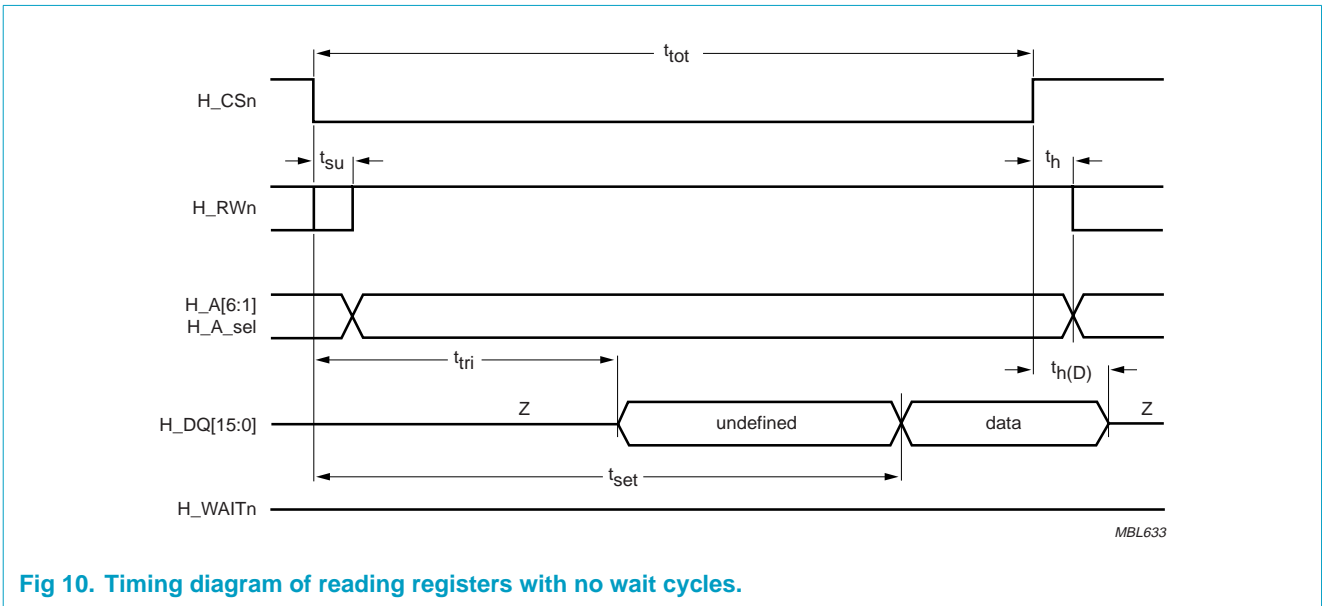 t_tot
H_CSn
t_su
t_h
H_RWn
H_A[6:1]
H_A_sel
t_tri
t_h(D)
H_DQ[15:0]
Z
undefined
data
Z
t_set
H_WAITn
MBL633
Fig 10. Timing diagram of reading registers with no wait cycles.